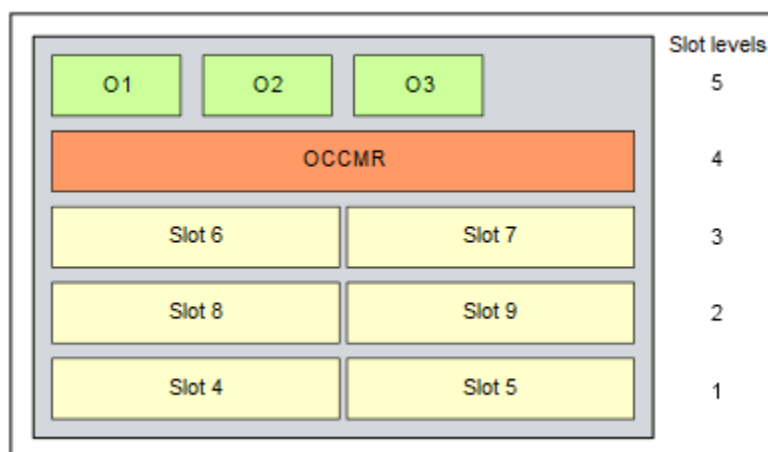 Slot levels
O1 O2 O3 5
OCCMR 4
Slot 6 Slot 7 3
Slot 8 Slot 9 2
Slot 4 Slot 5 1